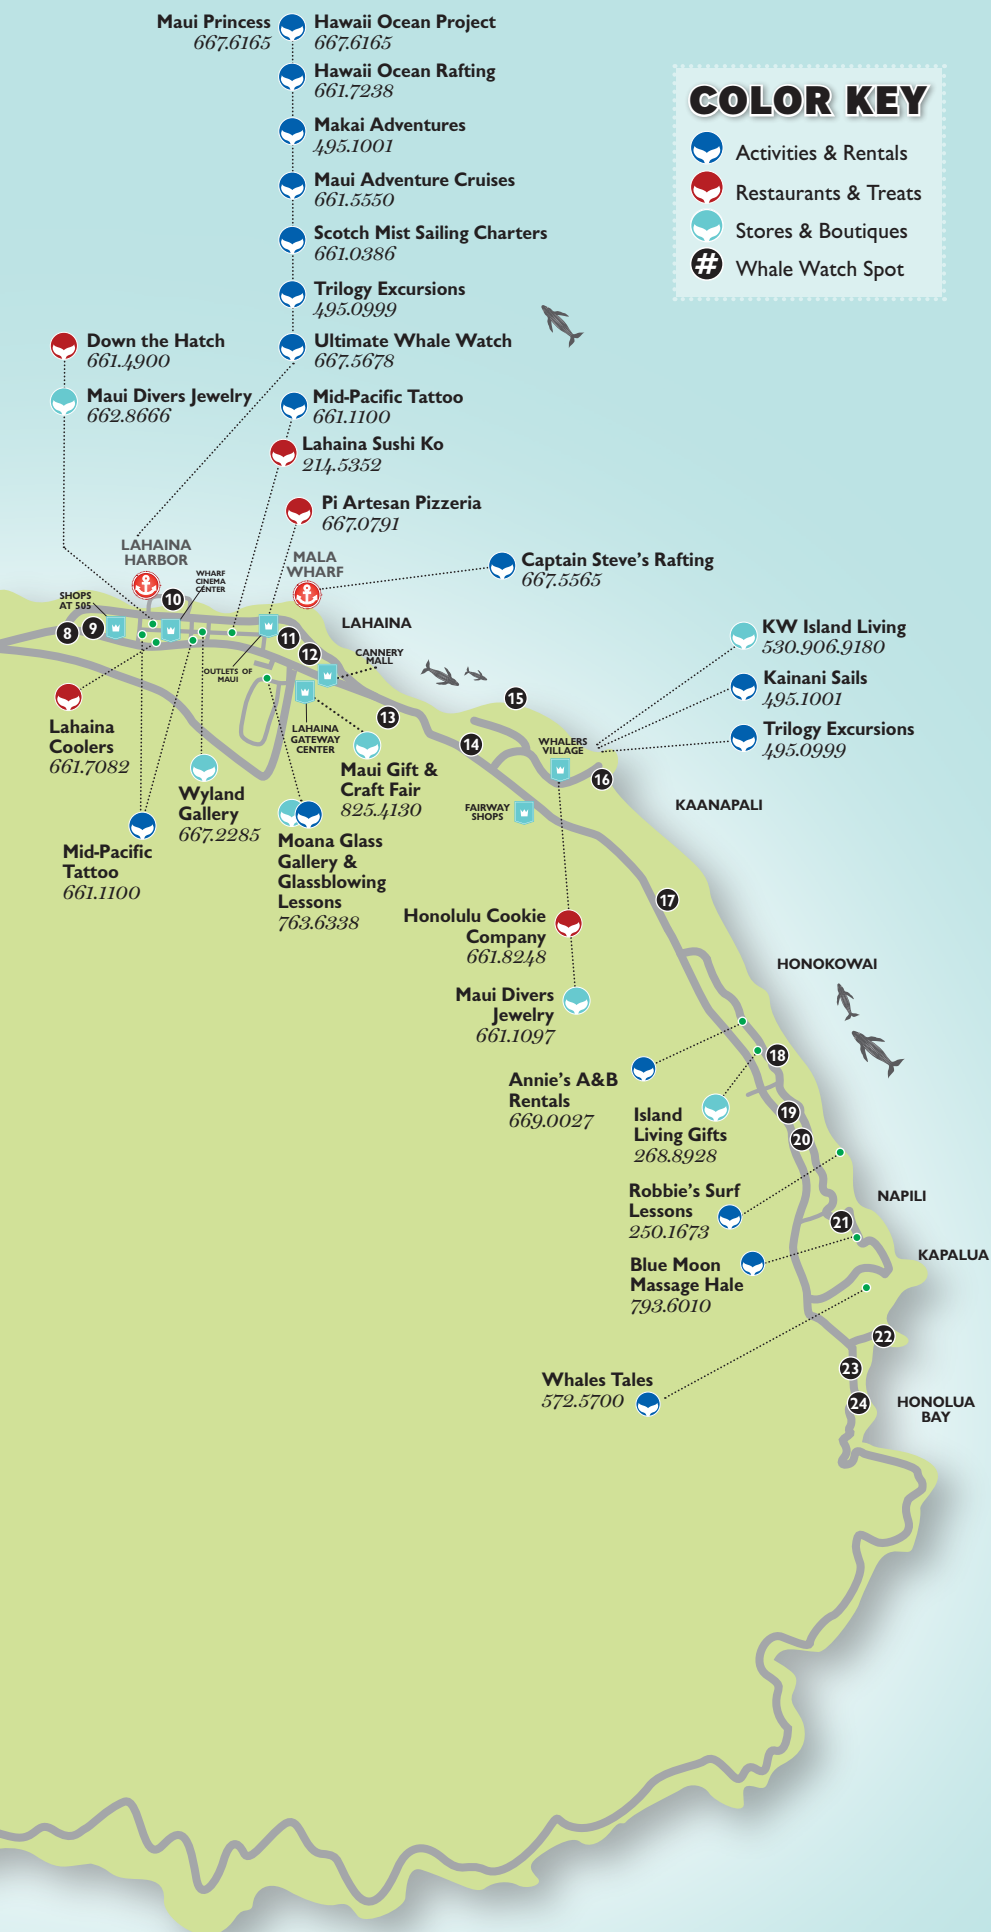 Maui Princess
667.6165
Hawaii Ocean Project
667.6165
Hawaii Ocean Rafting
661.7238
Makai Adventures
495.1001
Maui Adventure Cruises
661.5550
Scotch Mist Sailing Charters
661.0386
Trilogy Excursions
495.0999
Ultimate Whale Watch
667.5678
COLOR KEY
Activities & Rentals
Restaurants & Treats
Stores & Boutiques
# Whale Watch Spot
Down the Hatch
661.4900
Maui Divers Jewelry
662.8666
Mid-Pacific Tattoo
661.1100
Lahaina Sushi Ko
214.5352
Pi Artesan Pizzeria
667.0791
Captain Steve's Rafting
667.5565
LAHAINA
HARBOR
WHARF
CINEMA
CENTER
MALA
WHARF
SHOPS
AT 505
8
9
10
11
12
LAHAINA
CANNERY
MALL
OUTLETS OF
MAUI
LAHAINA
GATEWAY
CENTER
13
14
15
16
WHALERS
VILLAGE
FAIRWAY
SHOPS
KW Island Living
530.906.9180
Kainani Sails
495.1001
Trilogy Excursions
495.0999
KAANAPALI
Lahaina
Coolers
661.7082
Wyland
Gallery
667.2285
Mid-Pacific
Tattoo
661.1100
Maui Gift &
Craft Fair
825.4130
Moana Glass
Gallery &
Glassblowing
Lessons
763.6338
17
Honolulu Cookie
Company
661.8248
Maui Divers
Jewelry
661.1097
HONOKOWAI
18
Annie's A&B
Rentals
669.0027
Island
Living Gifts
268.8928
19
20
Robbie's Surf
Lessons
250.1673
NAPILI
21
Blue Moon
Massage Hale
793.6010
KAPALUA
22
23
Whales Tales
572.5700
24
HONOLUA
BAY